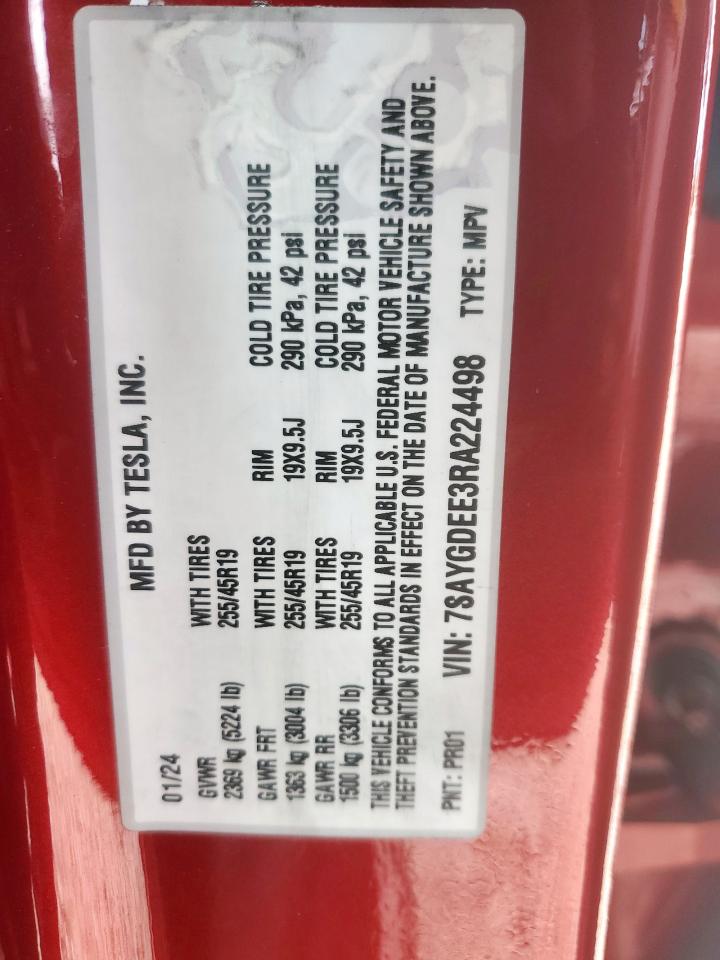 MFD BY TESLA, INC.
01/24
GVWR WITH TIRES
2369 kg (5224 lb) 255/45R19
GAWR FRT WITH TIRES RIM COLD TIRE PRESSURE
1363 kg (3004 lb) 255/45R19 19X9.5J 290 kPa, 42 psi
GAWR RR WITH TIRES RIM COLD TIRE PRESSURE
1500 kg (3306 lb) 255/45R19 19X9.5J 290 kPa, 42 psi
THIS VEHICLE CONFORMS TO ALL APPLICABLE U.S. FEDERAL MOTOR VEHICLE SAFETY AND
THEFT PREVENTION STANDARDS IN EFFECT ON THE DATE OF MANUFACTURE SHOWN ABOVE.
PNT: PR01 VIN: 7SAYGDEE3RA224498 TYPE: MPV